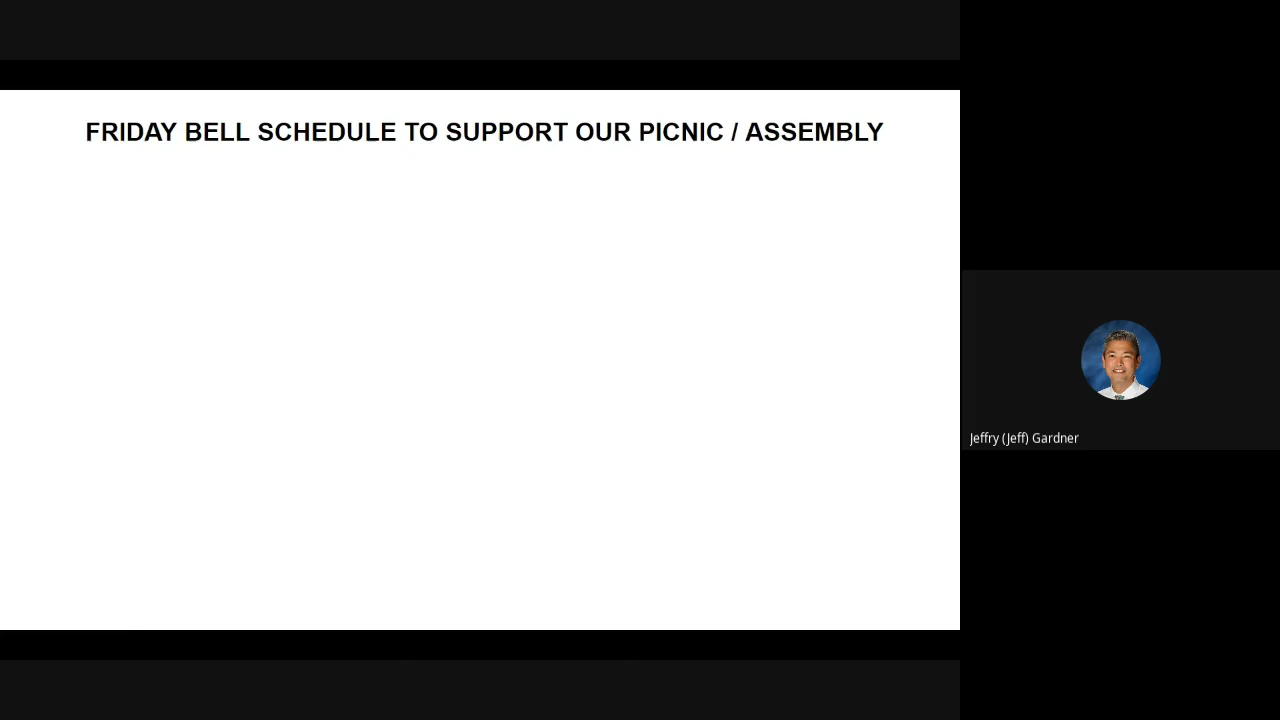 FRIDAY BELL SCHEDULE TO SUPPORT OUR PICNIC / ASSEMBLY
Jeffry (Jeff) Gardner